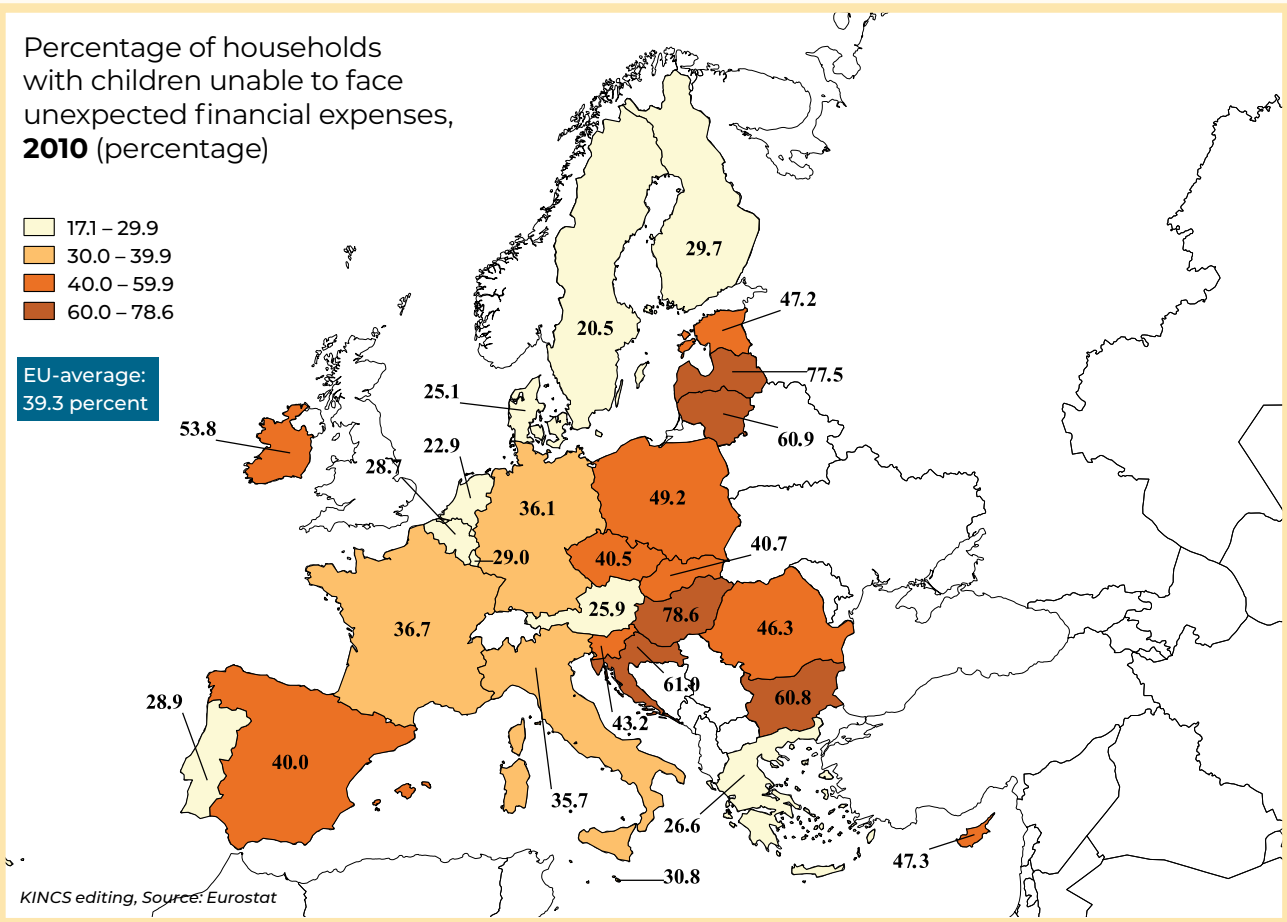 Percentage of households
with children unable to face
unexpected financial expenses,
2010 (percentage)
17.1 – 29.9
30.0 – 39.9
40.0 – 59.9
60.0 – 78.6
EU-average:
39.3 percent
29.7
47.2
20.5
77.5
25.1
53.8
22.9
60.9
28.7
49.2
36.1
40.7
29.0
40.5
25.9
78.6
36.7
46.3
61.0
60.8
28.9
43.2
40.0
35.7
26.6
47.3
30.8
KINCS editing, Source: Eurostat